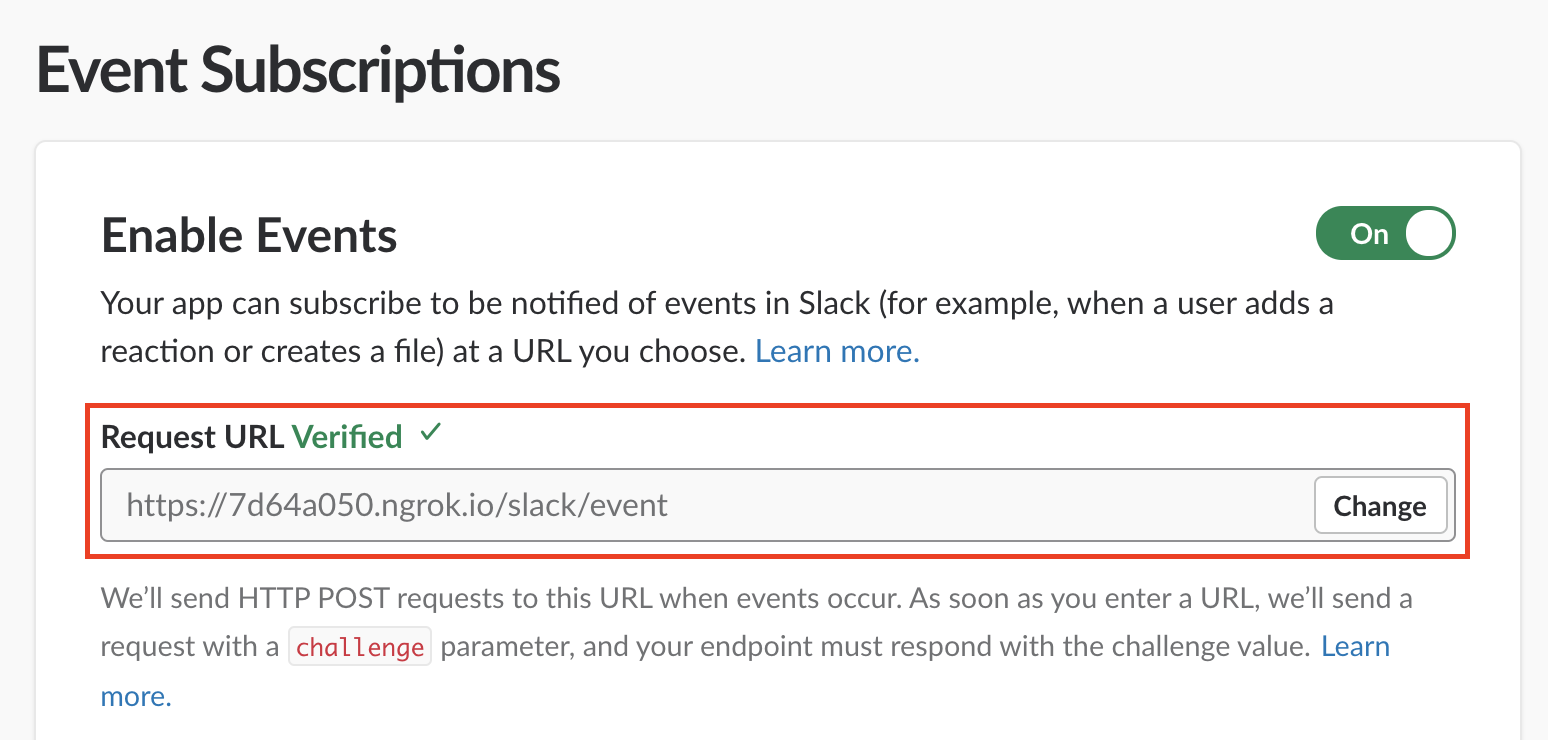 Event Subscriptions
Enable Events
On
Your app can subscribe to be notified of events in Slack (for example, when a user adds a
reaction or creates a file) at a URL you choose. Learn more.
Request URL Verified ✓
https://7d64a050.ngrok.io/slack/event
Change
We’ll send HTTP POST requests to this URL when events occur. As soon as you enter a URL, we’ll send a
request with a challenge parameter, and your endpoint must respond with the challenge value. Learn
more.